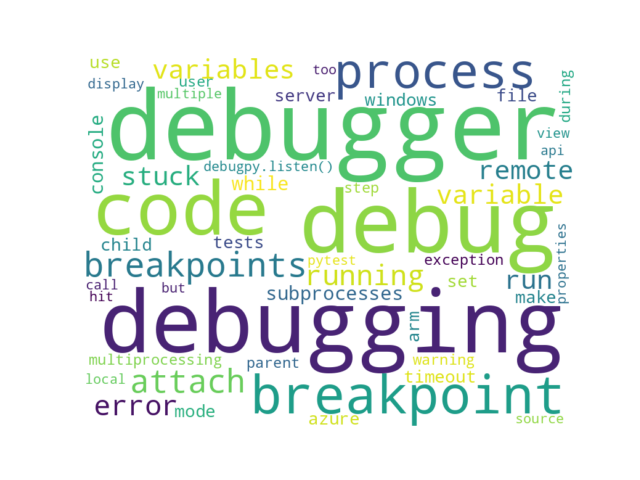 use
variables
too
process
display
user
multiple
server
windows
file
during
debugger
view
console
debugpy.listen()
api
stuck
while
step
remote
code
debug
variable
child
tests
breakpoints
pytest
exception
properties
running
set
run
call
hit
but
subprocesses
make
debugging
arm
multiprocessing
parent
warning
local
attach
timeout
error
mode
breakpoint
azure
source